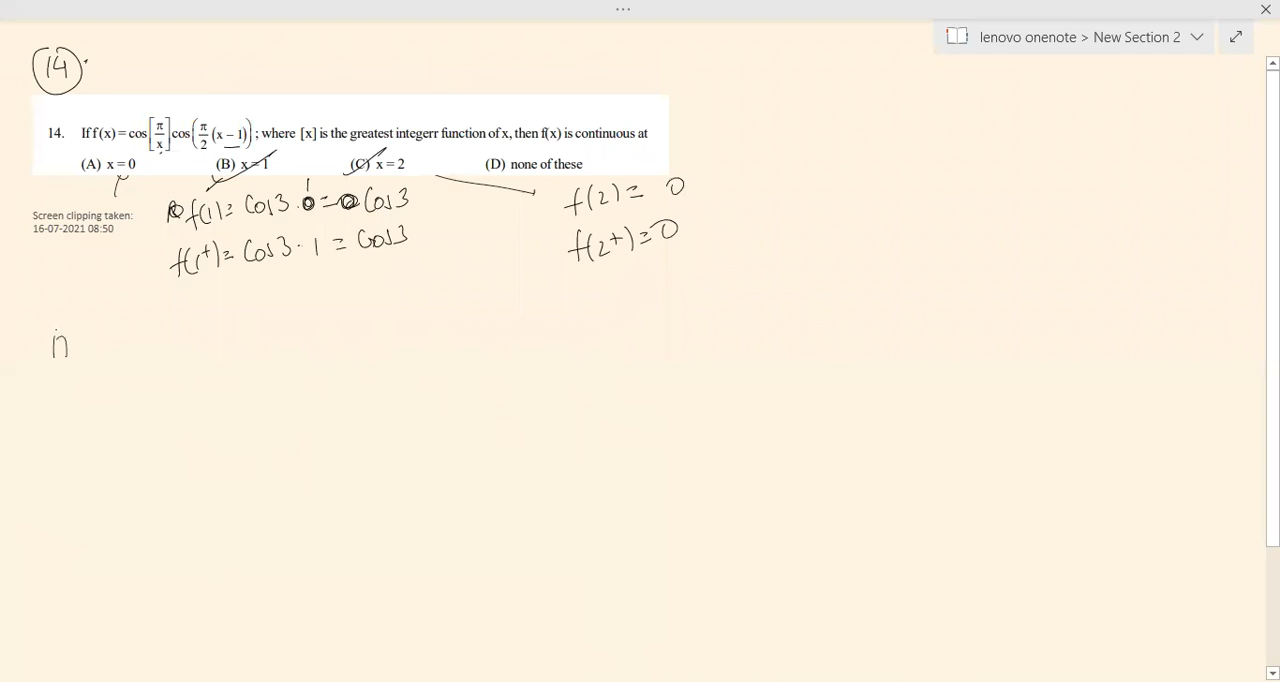 lenovo onenote > New Section 2
14
14. If f (x) = cos[π/x] cos(π/2 (x – 1)) ; where [x] is the greatest integerr function of x, then f(x) is continuous at
(A) x = 0 (B) x = 1 (C) x = 2 (D) none of these
Screen clipping taken:
16-07-2021 08:50
f(1) = Cos3 . 1 = Cos3
f(1+) = Cos3 . 1 = Cos3
f(2) = 0
f(2+) = 0